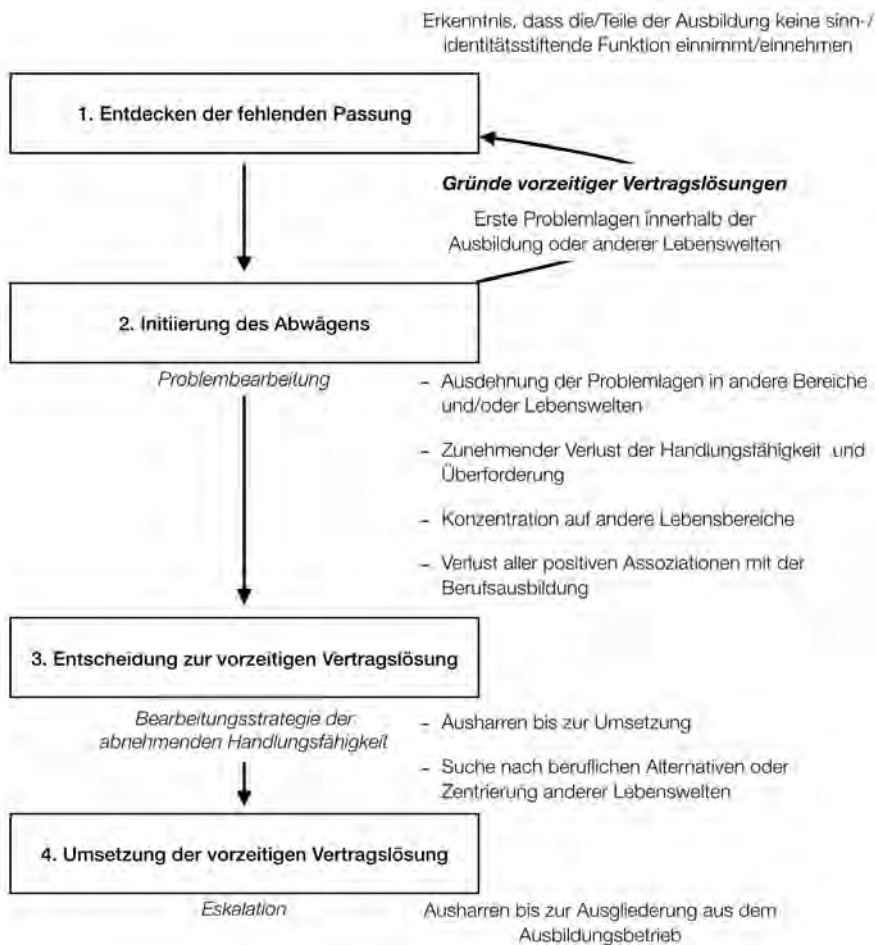 Erkenntnis, dass die/Teile der Ausbildung keine sinn-/
identitätsstiftende Funktion einnimmt/einnehmen
1. Entdecken der fehlenden Passung
Gründe vorzeitiger Vertragslösungen
Erste Problemlagen innerhalb der
Ausbildung oder anderer Lebenswelten
2. Initiierung des Abwägens
Problembearbeitung
- Ausdehnung der Problemlagen in andere Bereiche
und/oder Lebenswelten
- Zunehmender Verlust der Handlungsfähigkeit und
Überforderung
- Konzentration auf andere Lebensbereiche
- Verlust aller positiven Assoziationen mit der
Berufsausbildung
3. Entscheidung zur vorzeitigen Vertragslösung
Bearbeitungsstrategie der
abnehmenden Handlungsfähigkeit
- Ausharren bis zur Umsetzung
- Suche nach beruflichen Alternativen oder
Zentrierung anderer Lebenswelten
4. Umsetzung der vorzeitigen Vertragslösung
Eskalation
Ausharren bis zur Ausgliederung aus dem
Ausbildungsbetrieb